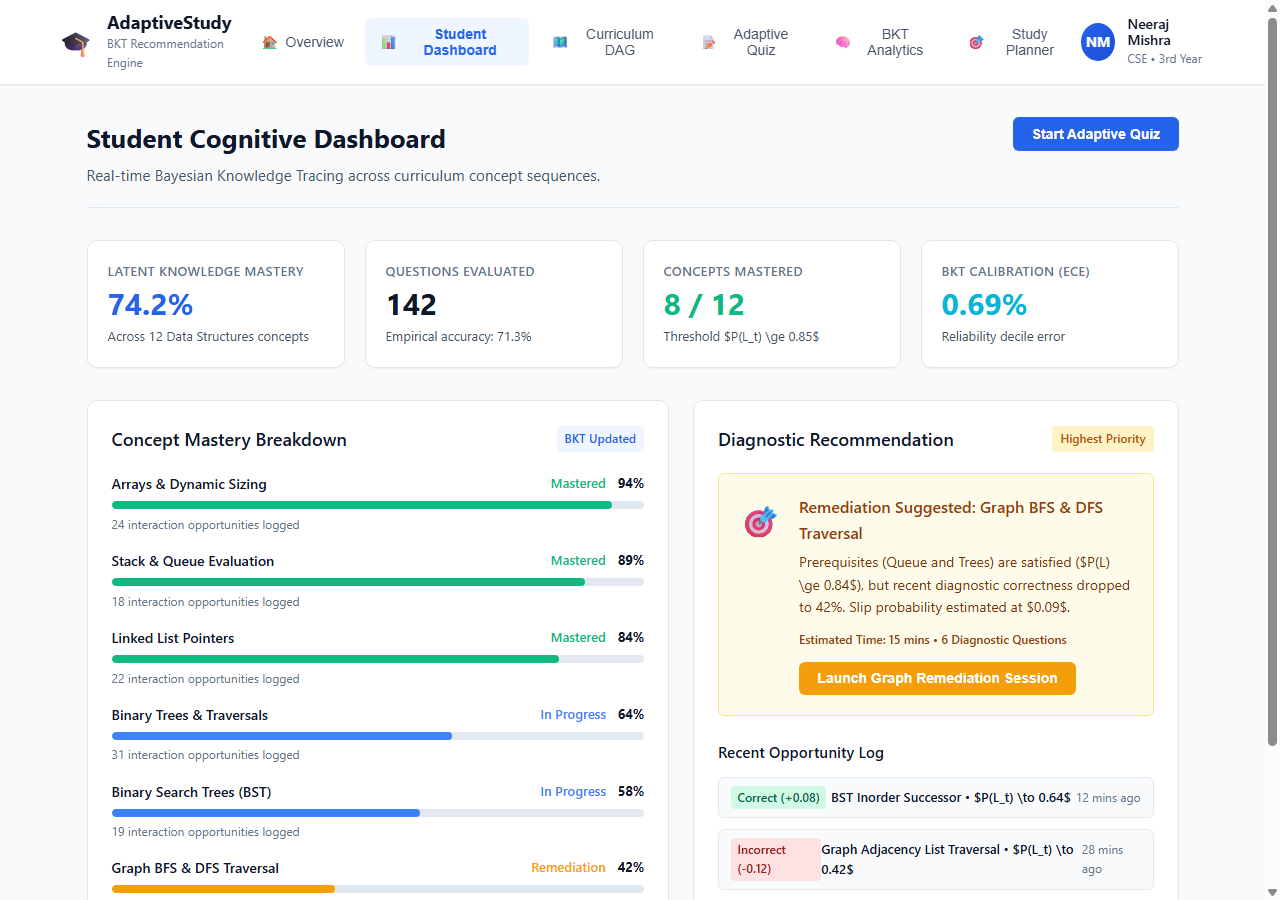 AdaptiveStudy
BKT Recommendation
Engine
Overview
Student
Dashboard
Curriculum
DAG
Adaptive
Quiz
BKT
Analytics
Study
Planner
NM
Neeraj
Mishra
CSE • 3rd Year
Student Cognitive Dashboard
Start Adaptive Quiz
Real-time Bayesian Knowledge Tracing across curriculum concept sequences.
LATENT KNOWLEDGE MASTERY
74.2%
Across 12 Data Structures concepts
QUESTIONS EVALUATED
142
Empirical accuracy: 71.3%
CONCEPTS MASTERED
8 / 12
Threshold $P(L_t) \ge 0.85$
BKT CALIBRATION (ECE)
0.69%
Reliability decile error
Concept Mastery Breakdown
BKT Updated
Arrays & Dynamic Sizing
Mastered 94%
24 interaction opportunities logged
Stack & Queue Evaluation
Mastered 89%
18 interaction opportunities logged
Linked List Pointers
Mastered 84%
22 interaction opportunities logged
Binary Trees & Traversals
In Progress 64%
31 interaction opportunities logged
Binary Search Trees (BST)
In Progress 58%
19 interaction opportunities logged
Graph BFS & DFS Traversal
Remediation 42%
Diagnostic Recommendation
Highest Priority
Remediation Suggested: Graph BFS & DFS
Traversal
Prerequisites (Queue and Trees) are satisfied ($P(L)
\ge 0.84$), but recent diagnostic correctness dropped
to 42%. Slip probability estimated at $0.09$.
Estimated Time: 15 mins • 6 Diagnostic Questions
Launch Graph Remediation Session
Recent Opportunity Log
Correct (+0.08) BST Inorder Successor • $P(L_t) \to 0.64$ 12 mins ago
Incorrect
(-0.12)
Graph Adjacency List Traversal • $P(L_t) \to
0.42$
28 mins
ago